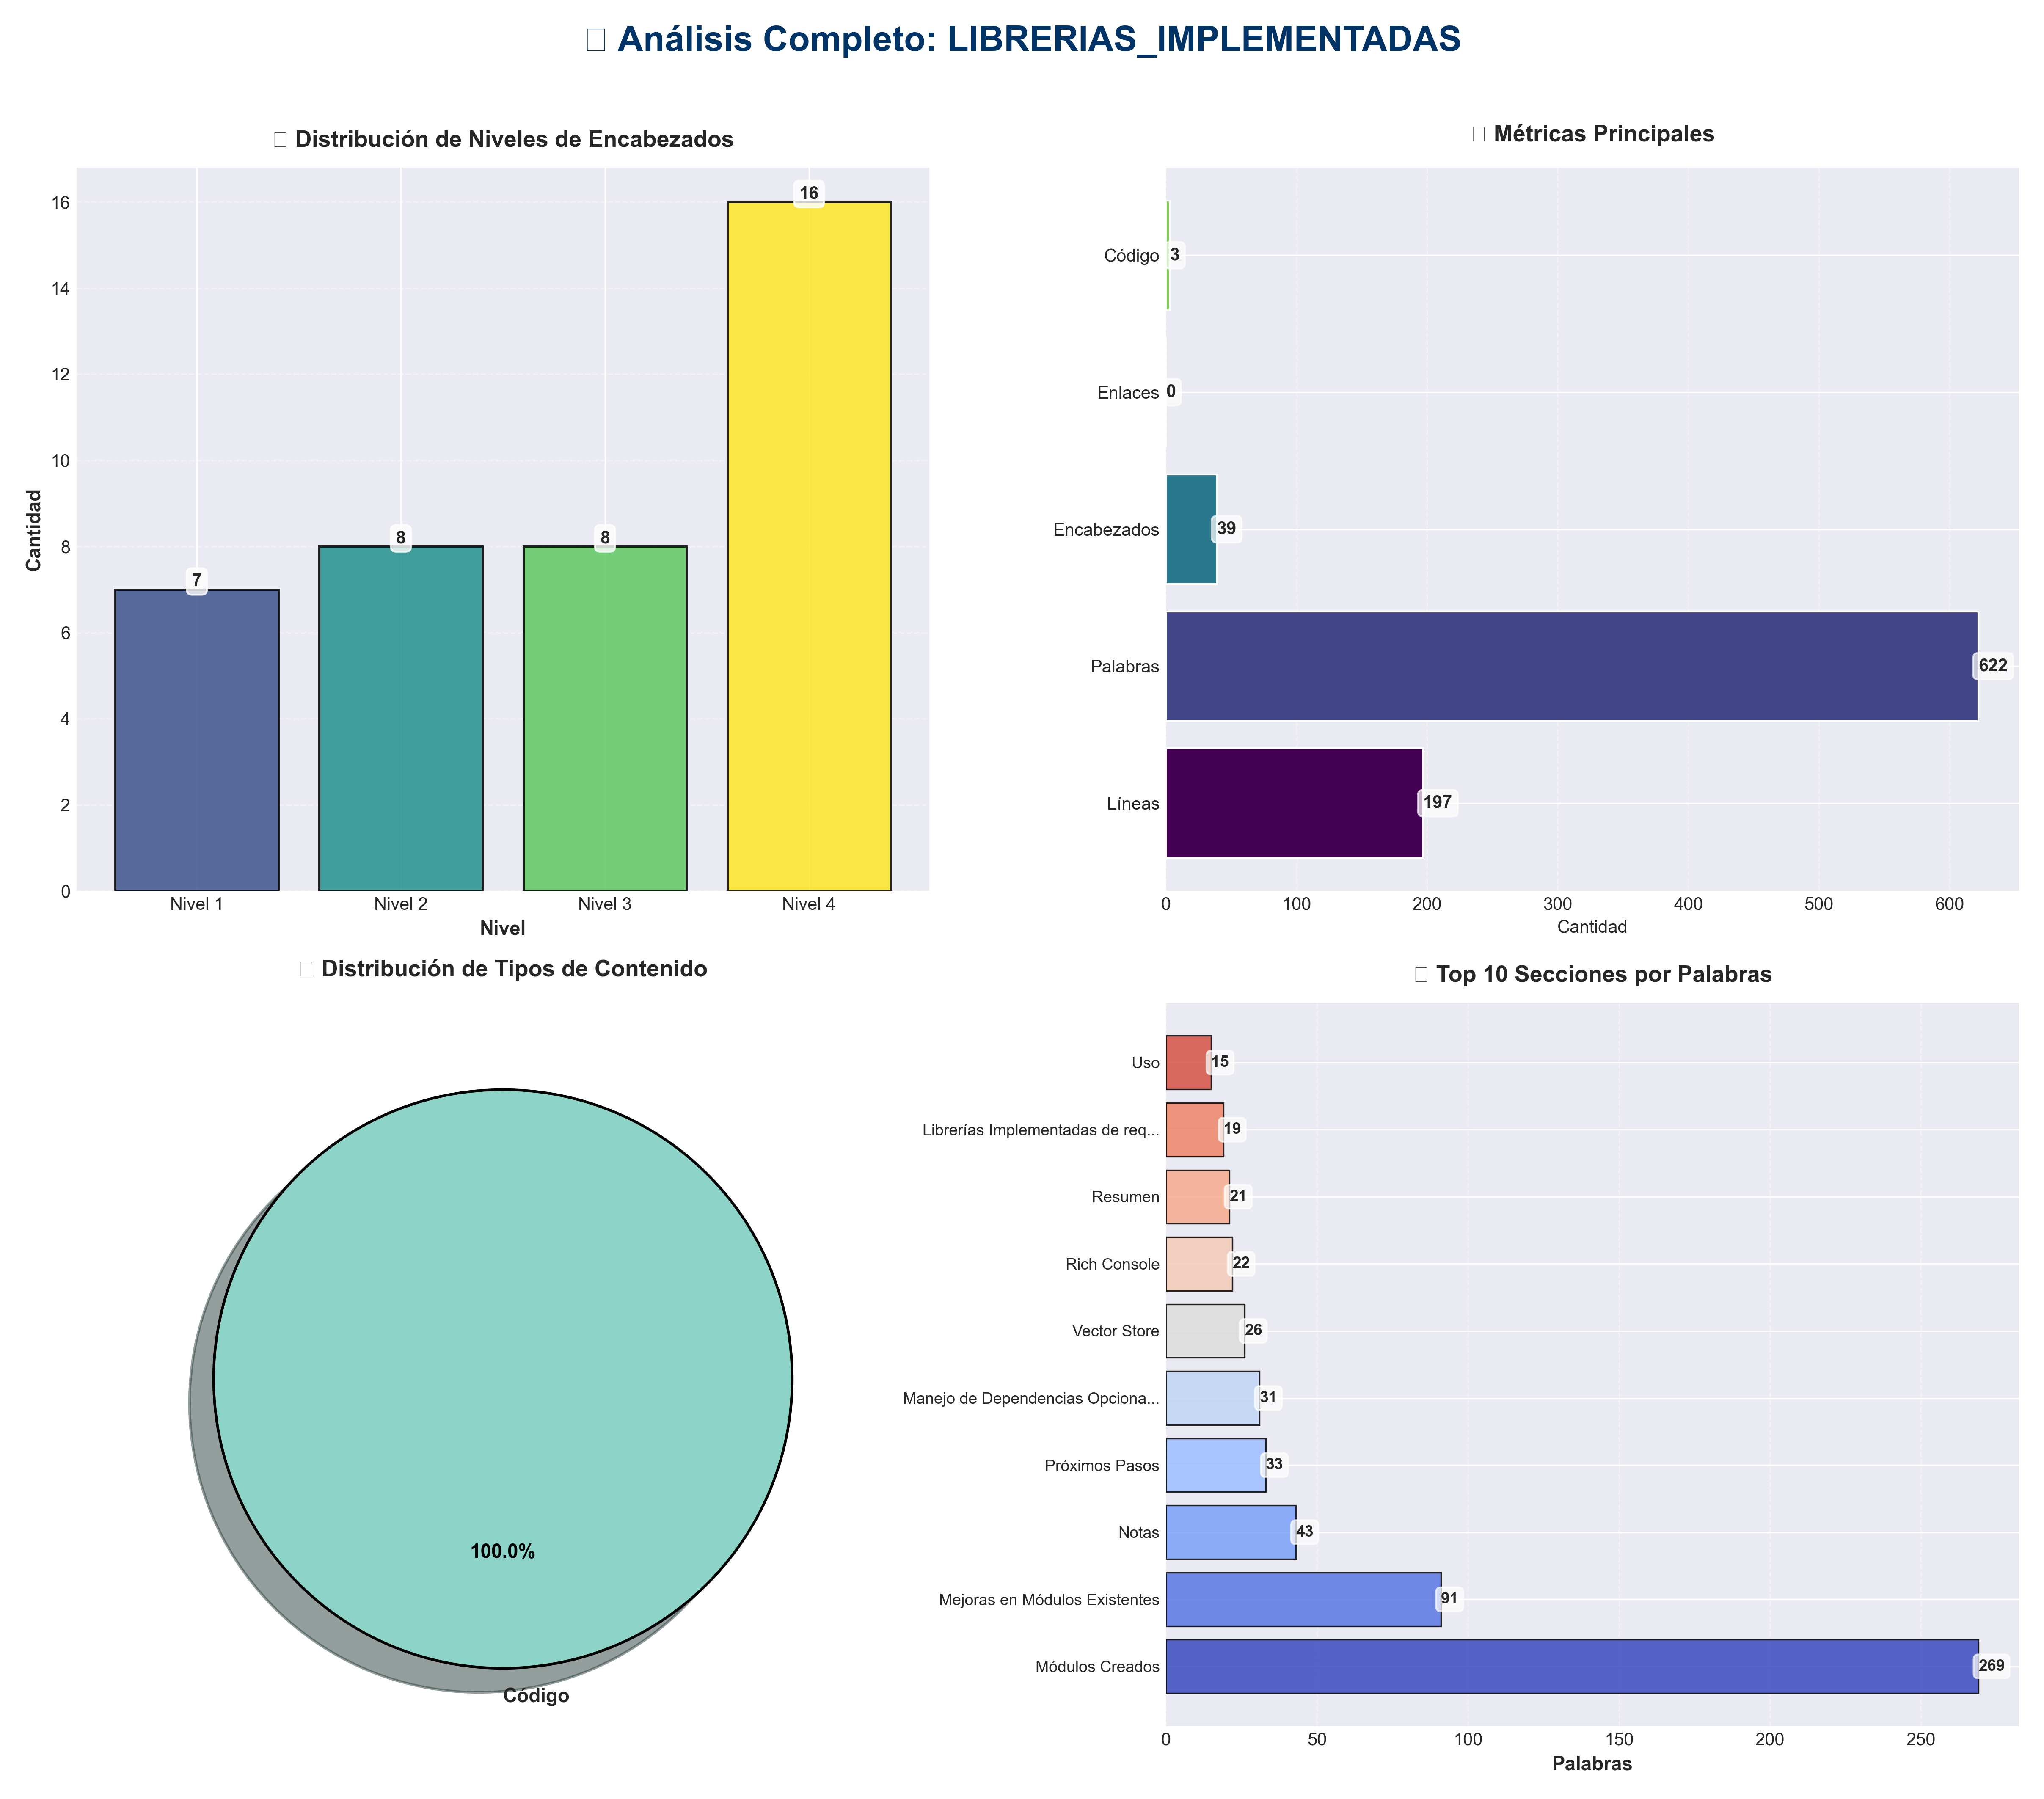 Análisis Completo: LIBRERIAS_IMPLEMENTADAS
Distribución de Niveles de Encabezados
Cantidad
16
14
12
10
8
6
4
2
0
7
8
8
16
Nivel 1
Nivel 2
Nivel 3
Nivel 4
Nivel
Métricas Principales
Código
3
Enlaces
0
Encabezados
39
Palabras
622
Líneas
197
0
100
200
300
400
500
600
Cantidad
Distribución de Tipos de Contenido
100.0%
Código
Top 10 Secciones por Palabras
Uso
15
Librerías Implementadas de req...
19
Resumen
21
Rich Console
22
Vector Store
26
Manejo de Dependencias Opciona...
31
Próximos Pasos
33
Notas
43
Mejoras en Módulos Existentes
91
Módulos Creados
269
0
50
100
150
200
250
Palabras